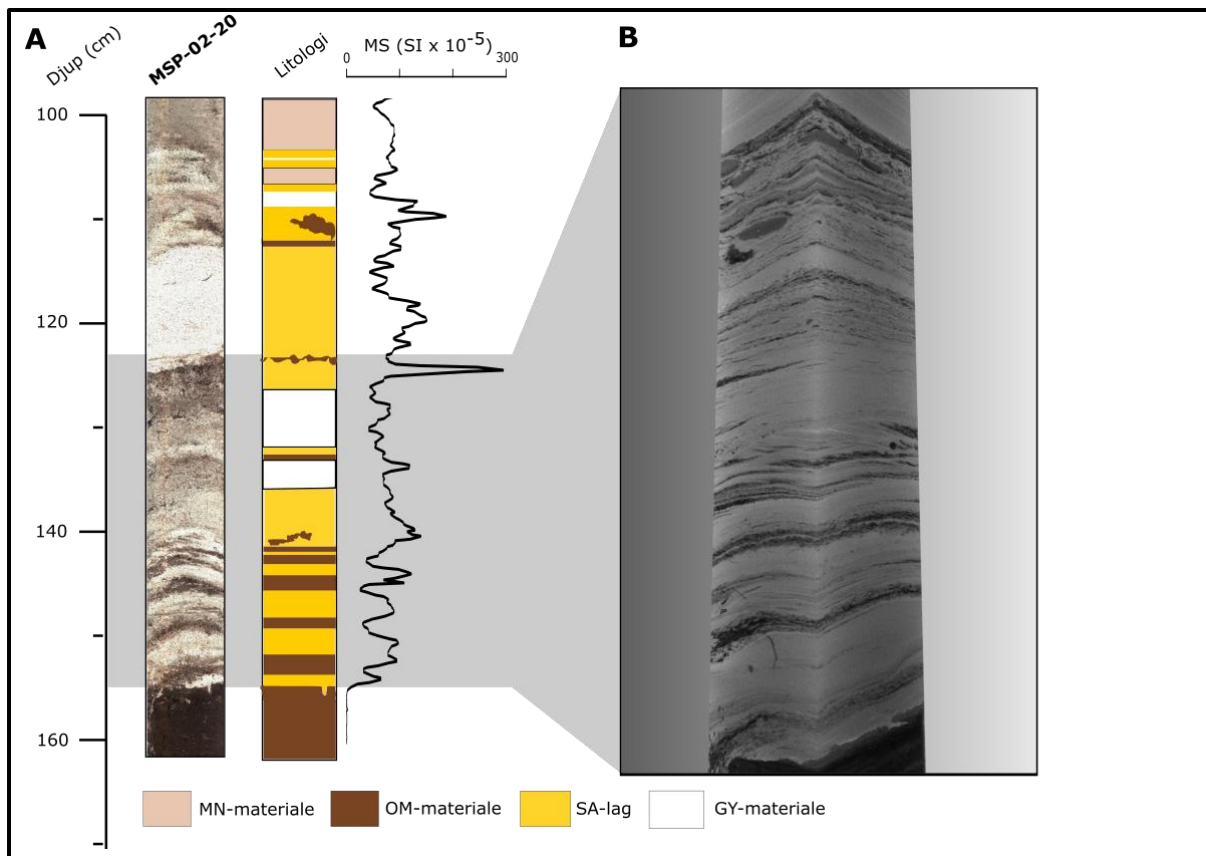 A
B
Djup (cm)
MSP-02-20
Litologi
MS (SI x 10-5)
0
300
100
120
140
160
MN-materiale
OM-materiale
SA-lag
GY-materiale